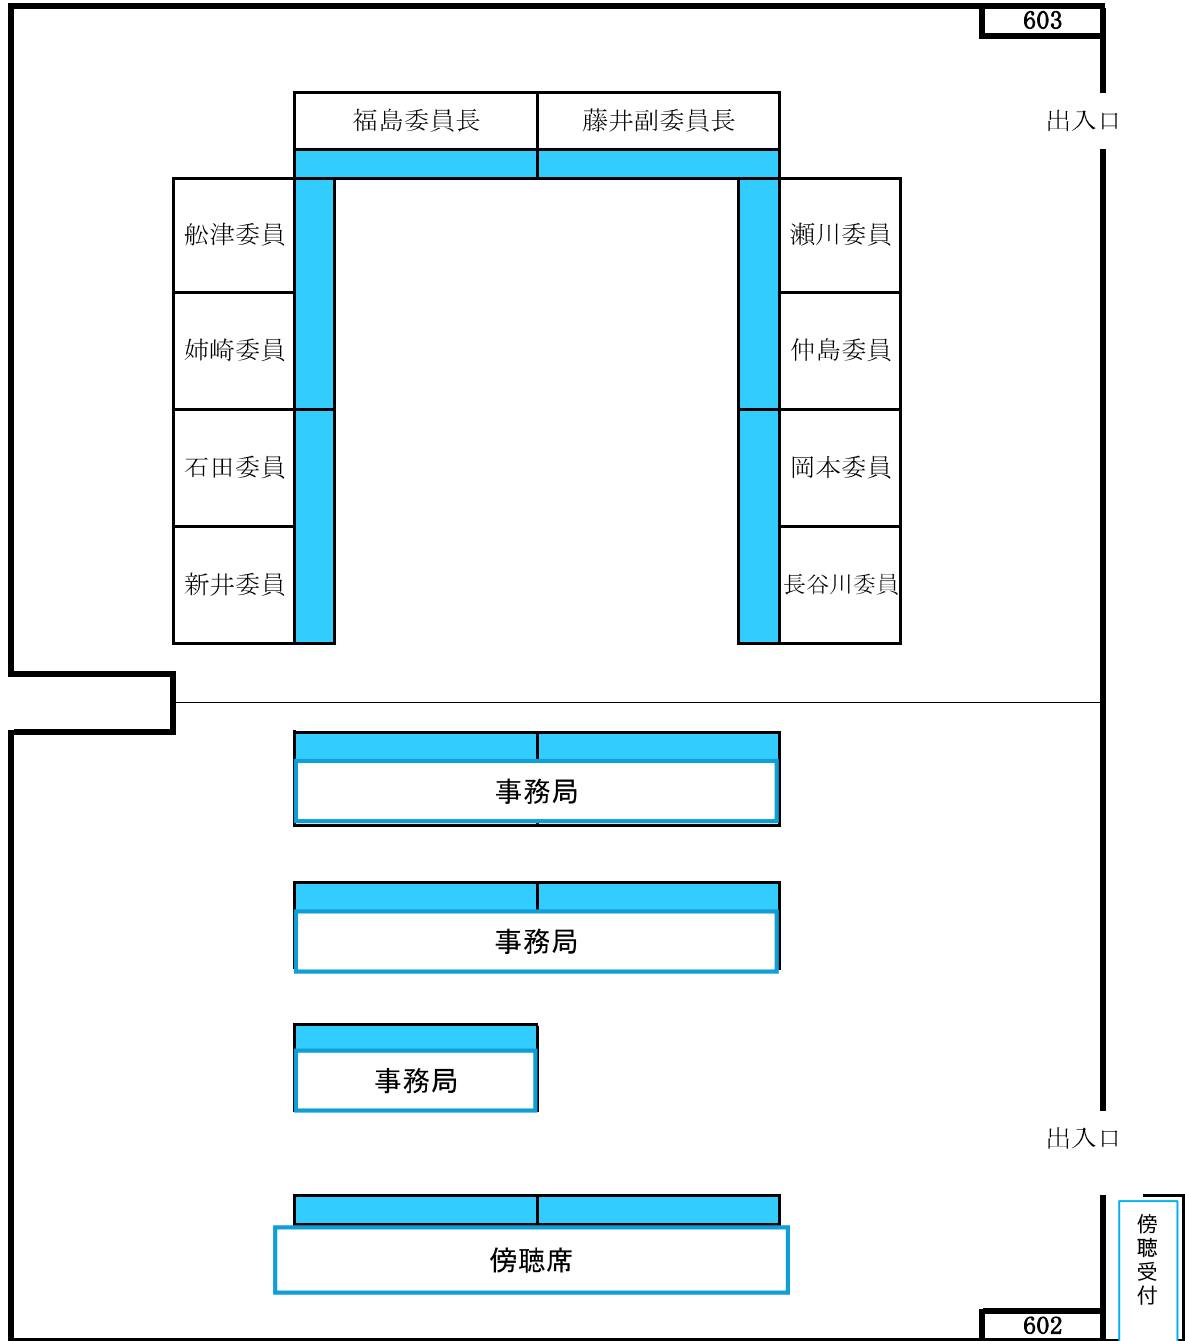 603
出入口
福島委員長 藤井副委員長
舩津委員 瀬川委員
姉崎委員 仲島委員
石田委員 岡本委員
新井委員 長谷川委員
事務局
事務局
事務局
出入口
傍聴席
傍聴受付
602